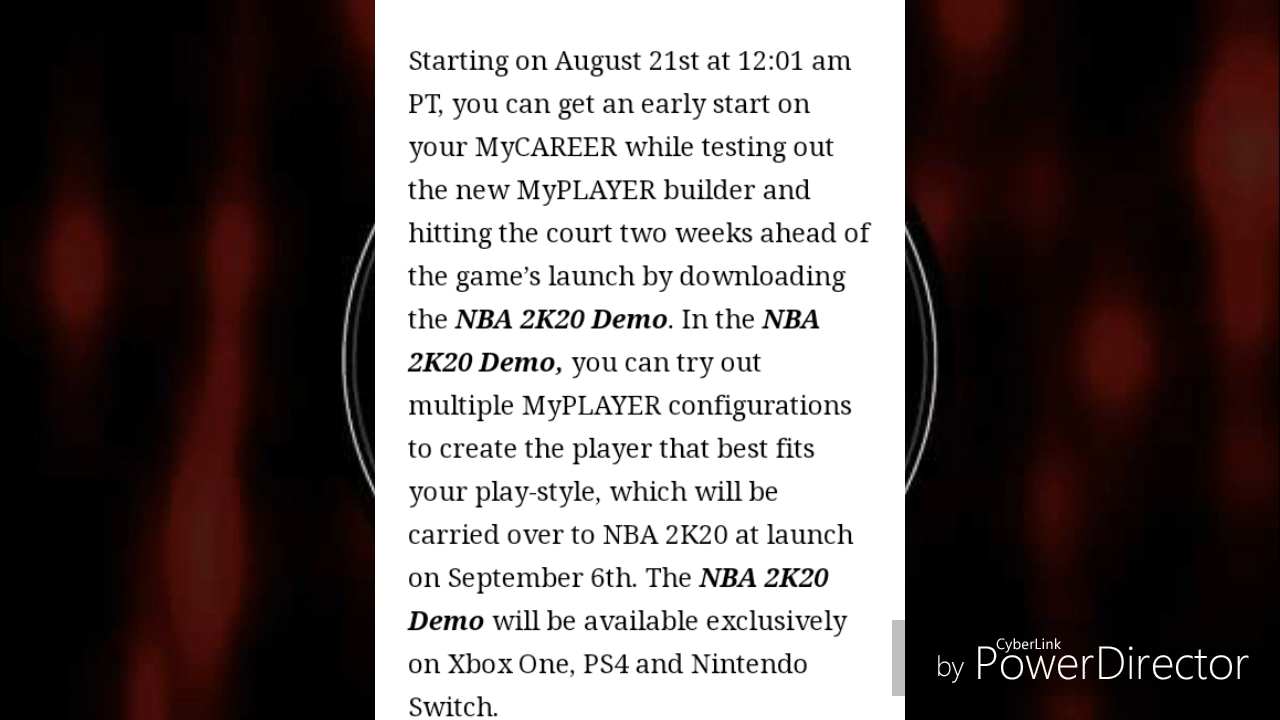 Starting on August 21st at 12:01 am
PT, you can get an early start on
your MyCAREER while testing out
the new MyPLAYER builder and
hitting the court two weeks ahead of
the game’s launch by downloading
the NBA 2K20 Demo. In the NBA
2K20 Demo, you can try out
multiple MyPLAYER configurations
to create the player that best fits
your play-style, which will be
carried over to NBA 2K20 at launch
on September 6th. The NBA 2K20
Demo will be available exclusively
on Xbox One, PS4 and Nintendo
Switch.
CyberLink
by PowerDirector